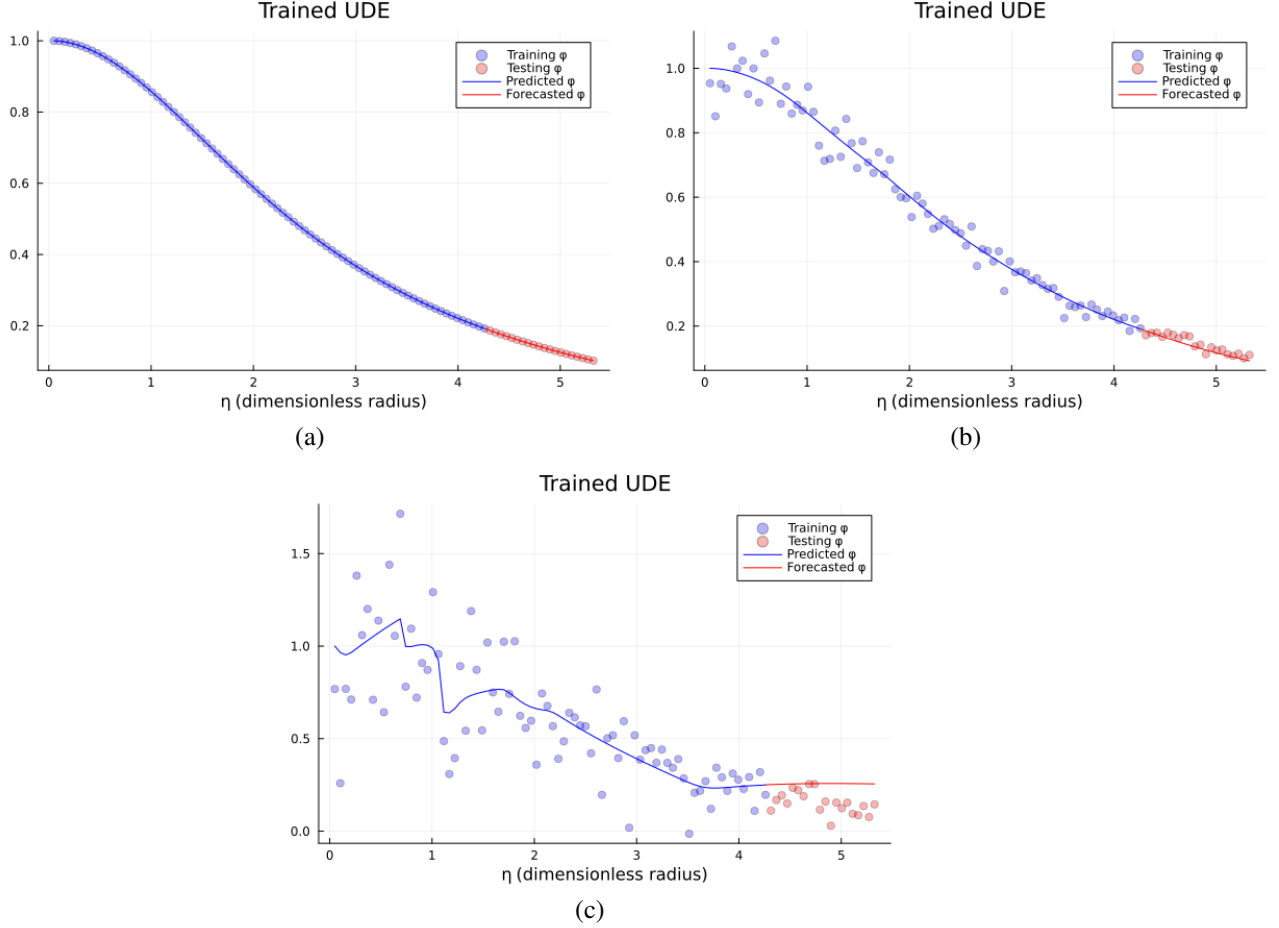 Trained UDE
1.0
0.8
0.6
0.4
0.2
0 1 2 3 4 5
η (dimensionless radius)
Training φ
Testing φ
Predicted φ
Forecasted φ
(a)
Trained UDE
1.0
0.8
0.6
0.4
0.2
0 1 2 3 4 5
η (dimensionless radius)
Training φ
Testing φ
Predicted φ
Forecasted φ
(b)
Trained UDE
1.5
1.0
0.5
0.0
0 1 2 3 4 5
η (dimensionless radius)
Training φ
Testing φ
Predicted φ
Forecasted φ
(c)